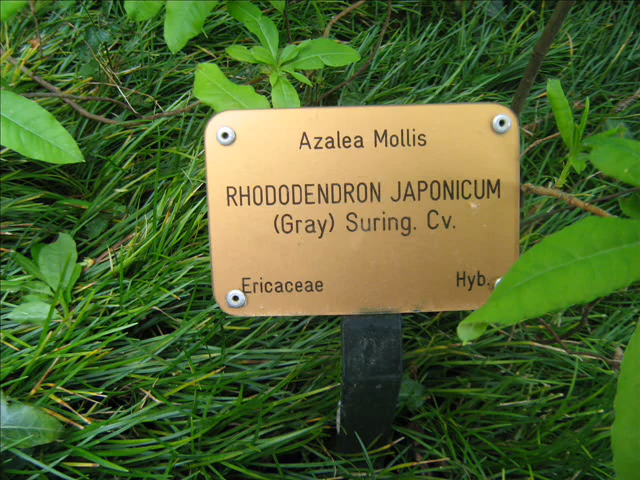 Azalea Mollis
RHODODENDRON JAPONICUM
(Gray) Suring. Cv.
Ericaceae Hyb.